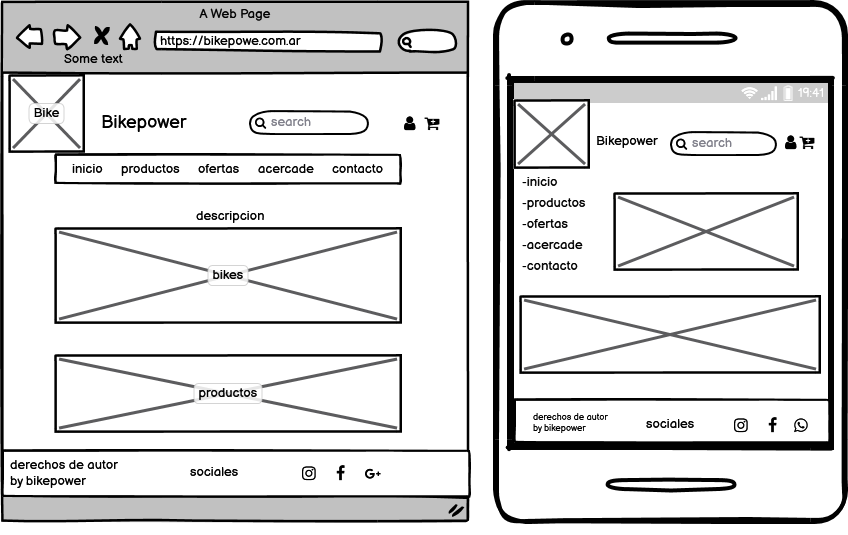 A Web Page
https://bikepowe.com.ar
Some text
Bike
Bikepower
search
inicio productos ofertas acercade contacto
descripcion
bikes
productos
derechos de autor
by bikepower
sociales
G+
19:41
Bikepower
search
-inicio
-productos
-ofertas
-acercade
-contacto
derechos de autor
by bikepower
sociales